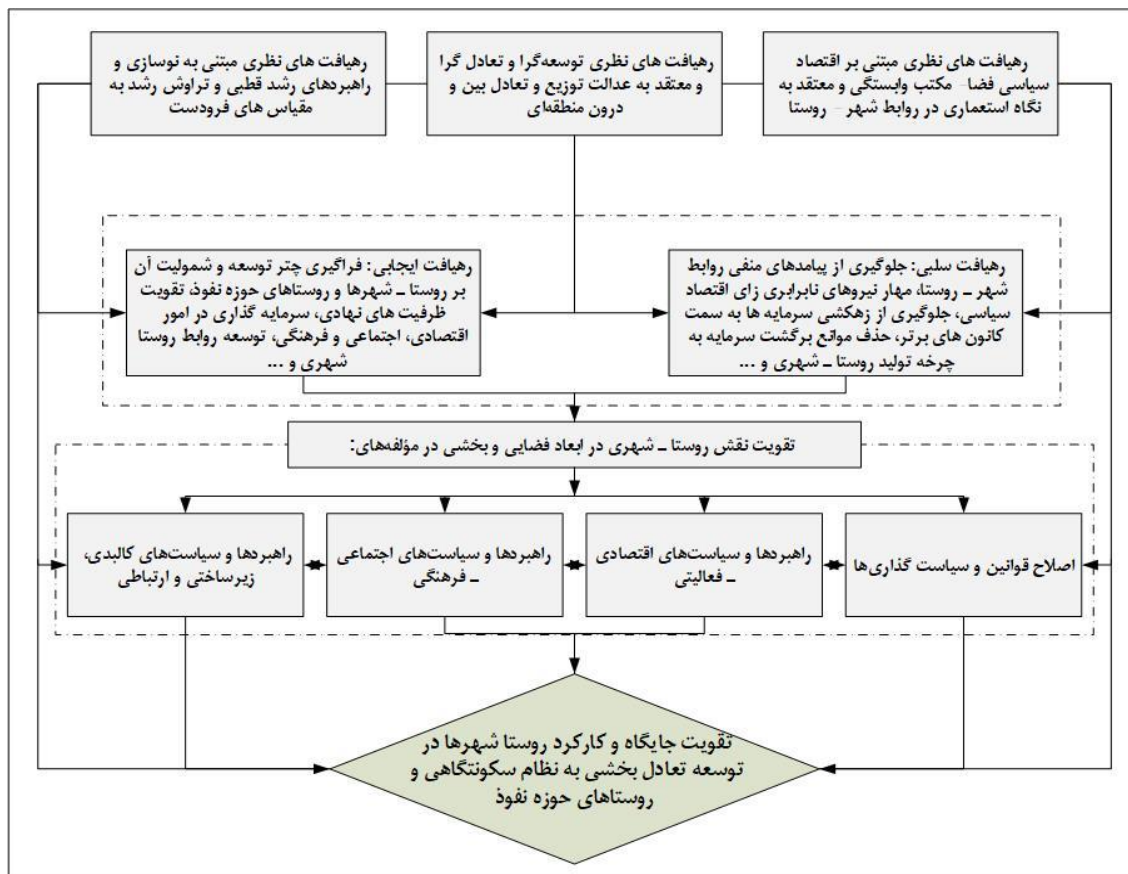 رهیافت های نظری مبتنی بر اقتصاد
سیاسی فضا- مکتب وابستگی و معتقد به
نگاه استعماری در روابط شهر – روستا
رهیافت های نظری توسعه‌گرا و تعادل گرا
و معتقد به عدالت توزیع و تعادل بین و
درون منطقه‌ای
رهیافت های نظری مبتنی به نوسازی و
راهبردهای رشد قطبی و تراوش رشد به
مقیاس های فرودست
رهیافت سلبی: جلوگیری از پیامدهای منفی روابط
شهر ــ روستا، مهار نیروهای نابرابری زای اقتصاد
سیاسی، جلوگیری از زهکشی سرمایه ها به سمت
کانون های برتر، حذف موانع برگشت سرمایه به
چرخه تولید روستا ــ شهری و ...
رهیافت ایجابی: فراگیری چتر توسعه و شمولیت آن
بر روستا ــ شهرها و روستاهای حوزه نفوذ، تقویت
ظرفیت های نهادی، سرمایه گذاری در امور
اقتصادی، اجتماعی و فرهنگی، توسعه روابط روستا
شهری و ...
تقویت نقش روستا ــ شهری در ابعاد فضایی و بخشی در مؤلفه‌های:
اصلاح قوانین و سیاست گذاری‌ها
راهبردها و سیاست‌های اقتصادی
ــ فعالیتی
راهبردها و سیاست‌های اجتماعی
ــ فرهنگی
راهبردها و سیاست‌های کالبدی،
زیرساختی و ارتباطی
تقویت جایگاه و کارکرد روستا شهرها در
توسعه تعادل بخشی به نظام سکونتگاهی و
روستاهای حوزه نفوذ